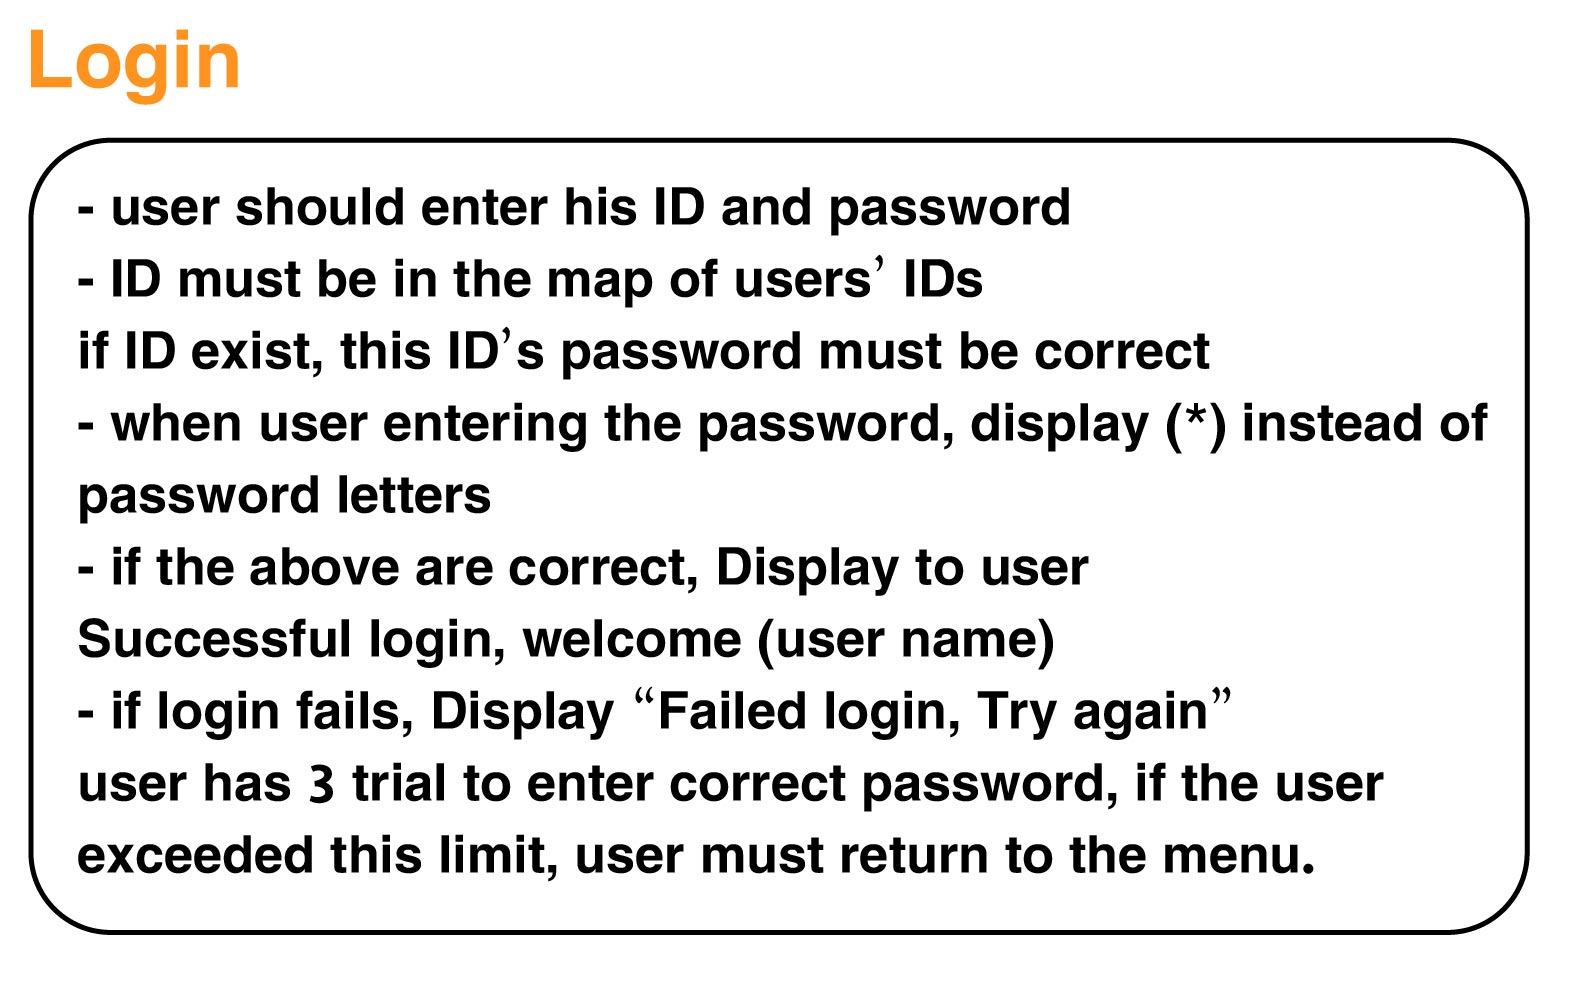 Login
- user should enter his ID and password
- ID must be in the map of users’ IDs
if ID exist, this ID’s password must be correct
- when user entering the password, display (*) instead of
password letters
- if the above are correct, Display to user
Successful login, welcome (user name)
- if login fails, Display “Failed login, Try again”
user has 3 trial to enter correct password, if the user
exceeded this limit, user must return to the menu.